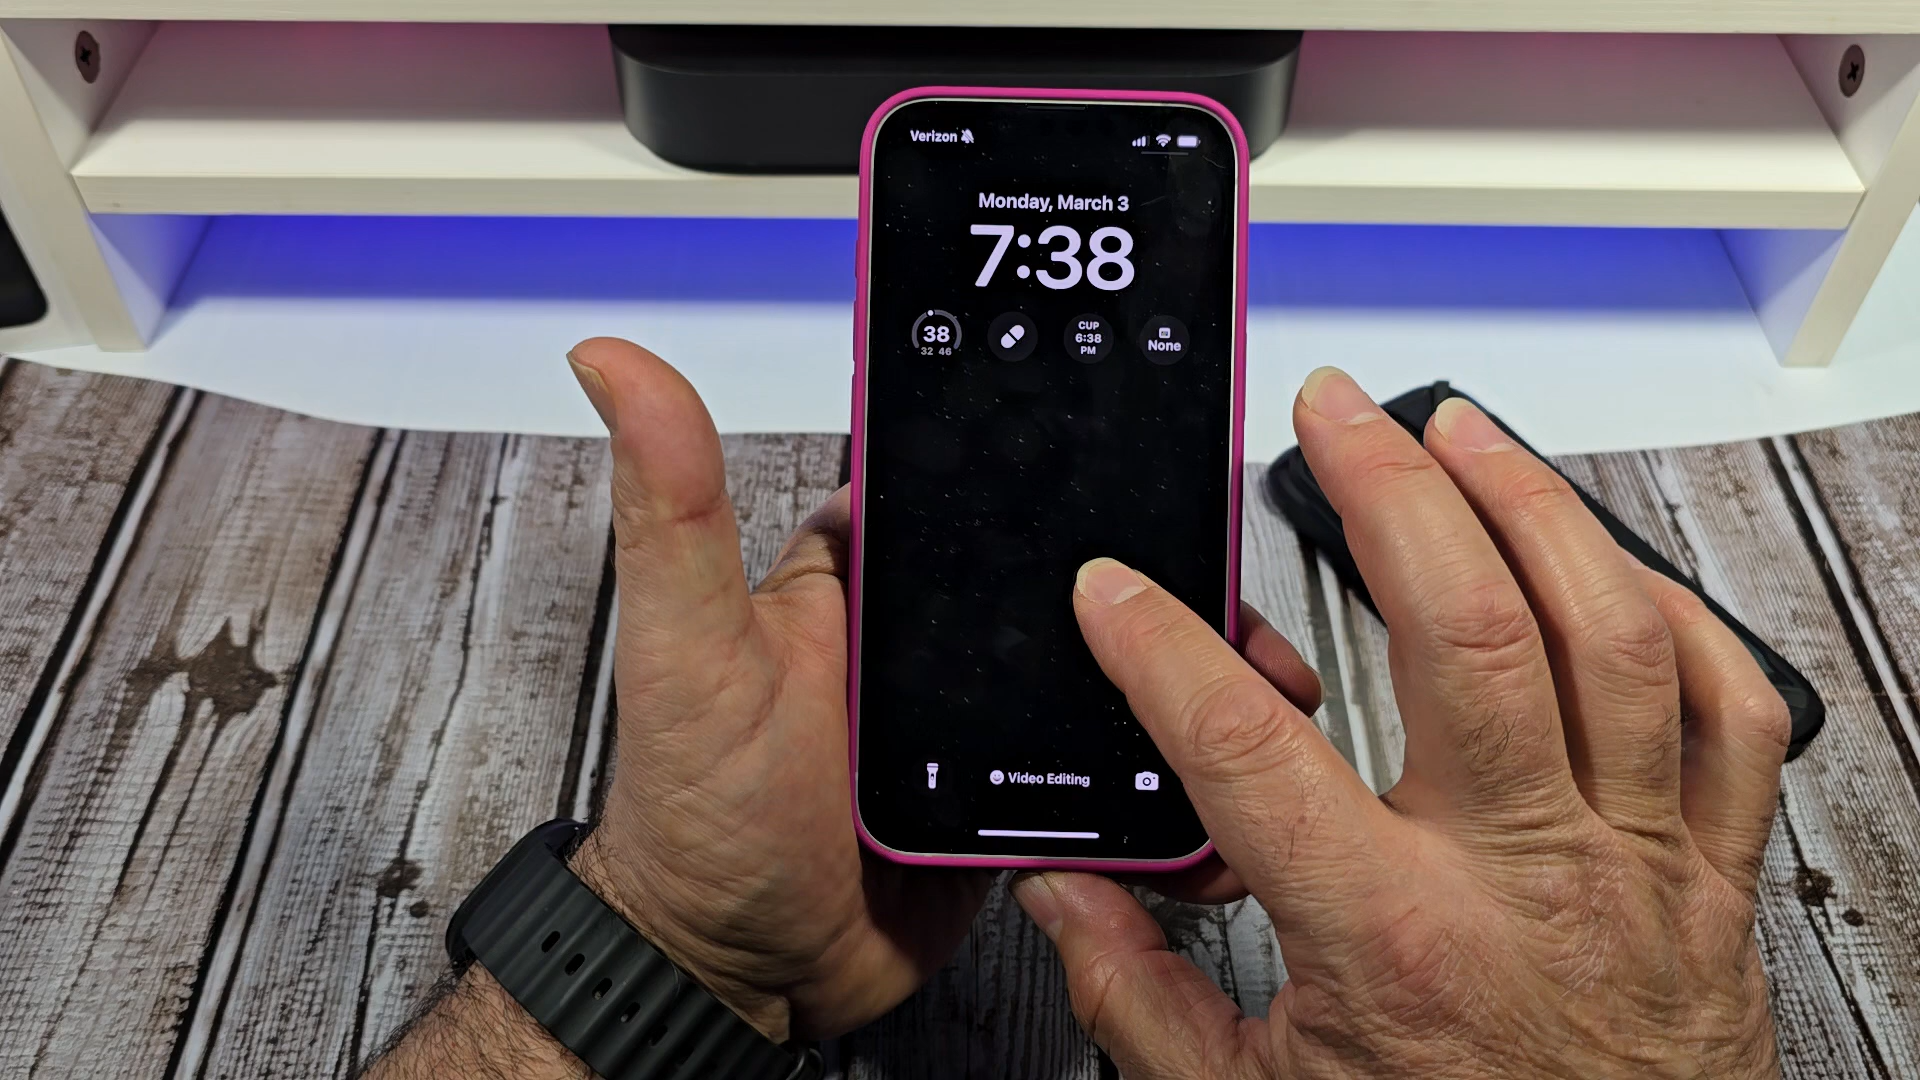 Verizon
Monday, March 3
7:38
38
32 46
CUP
6:38
PM
None
Video Editing